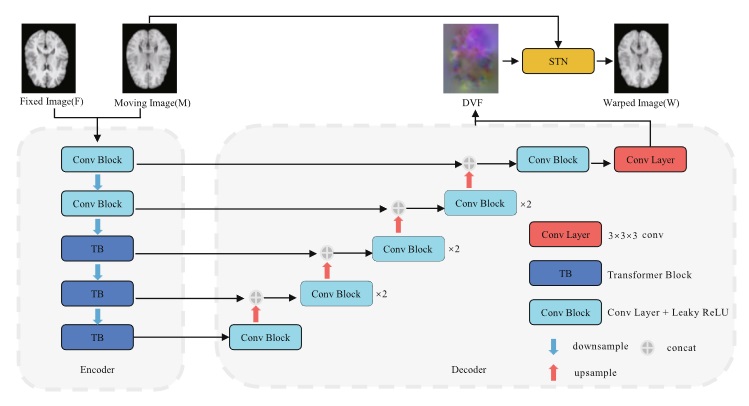 STN
Fixed Image(F)
Moving Image(M)
DVF
Warped Image(W)
Conv Block
Conv Block
Conv Layer
Conv Block
Conv Block
×2
Conv Layer
3×3×3 conv
TB
Conv Block
×2
TB
Transformer Block
TB
Conv Block
×2
Conv Block
Conv Layer + Leaky ReLU
TB
Conv Block
downsample
concat
Encoder
Decoder
upsample